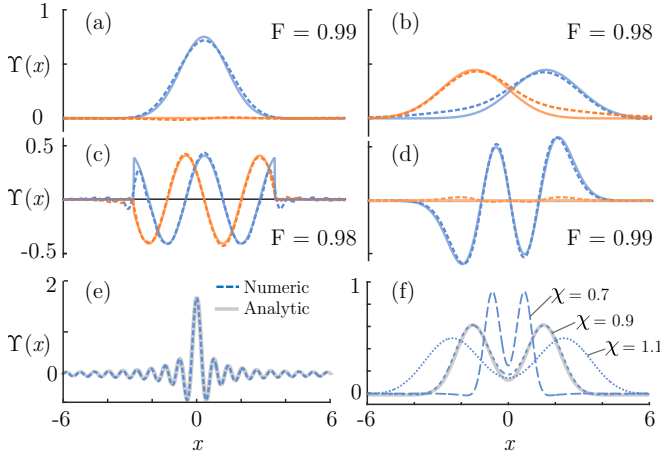 (a) F = 0.99
(b) F = 0.98
1
ϒ(x)
0
1
0
(c) F = 0.98
(d) F = 0.99
0.5
ϒ(x)
-0.5
(e) Numeric
Analytic
2
ϒ(x)
0
-6 0 6
x
(f) χ = 0.7
χ = 0.9
χ = 1.1
1
0
-6 0 6
x